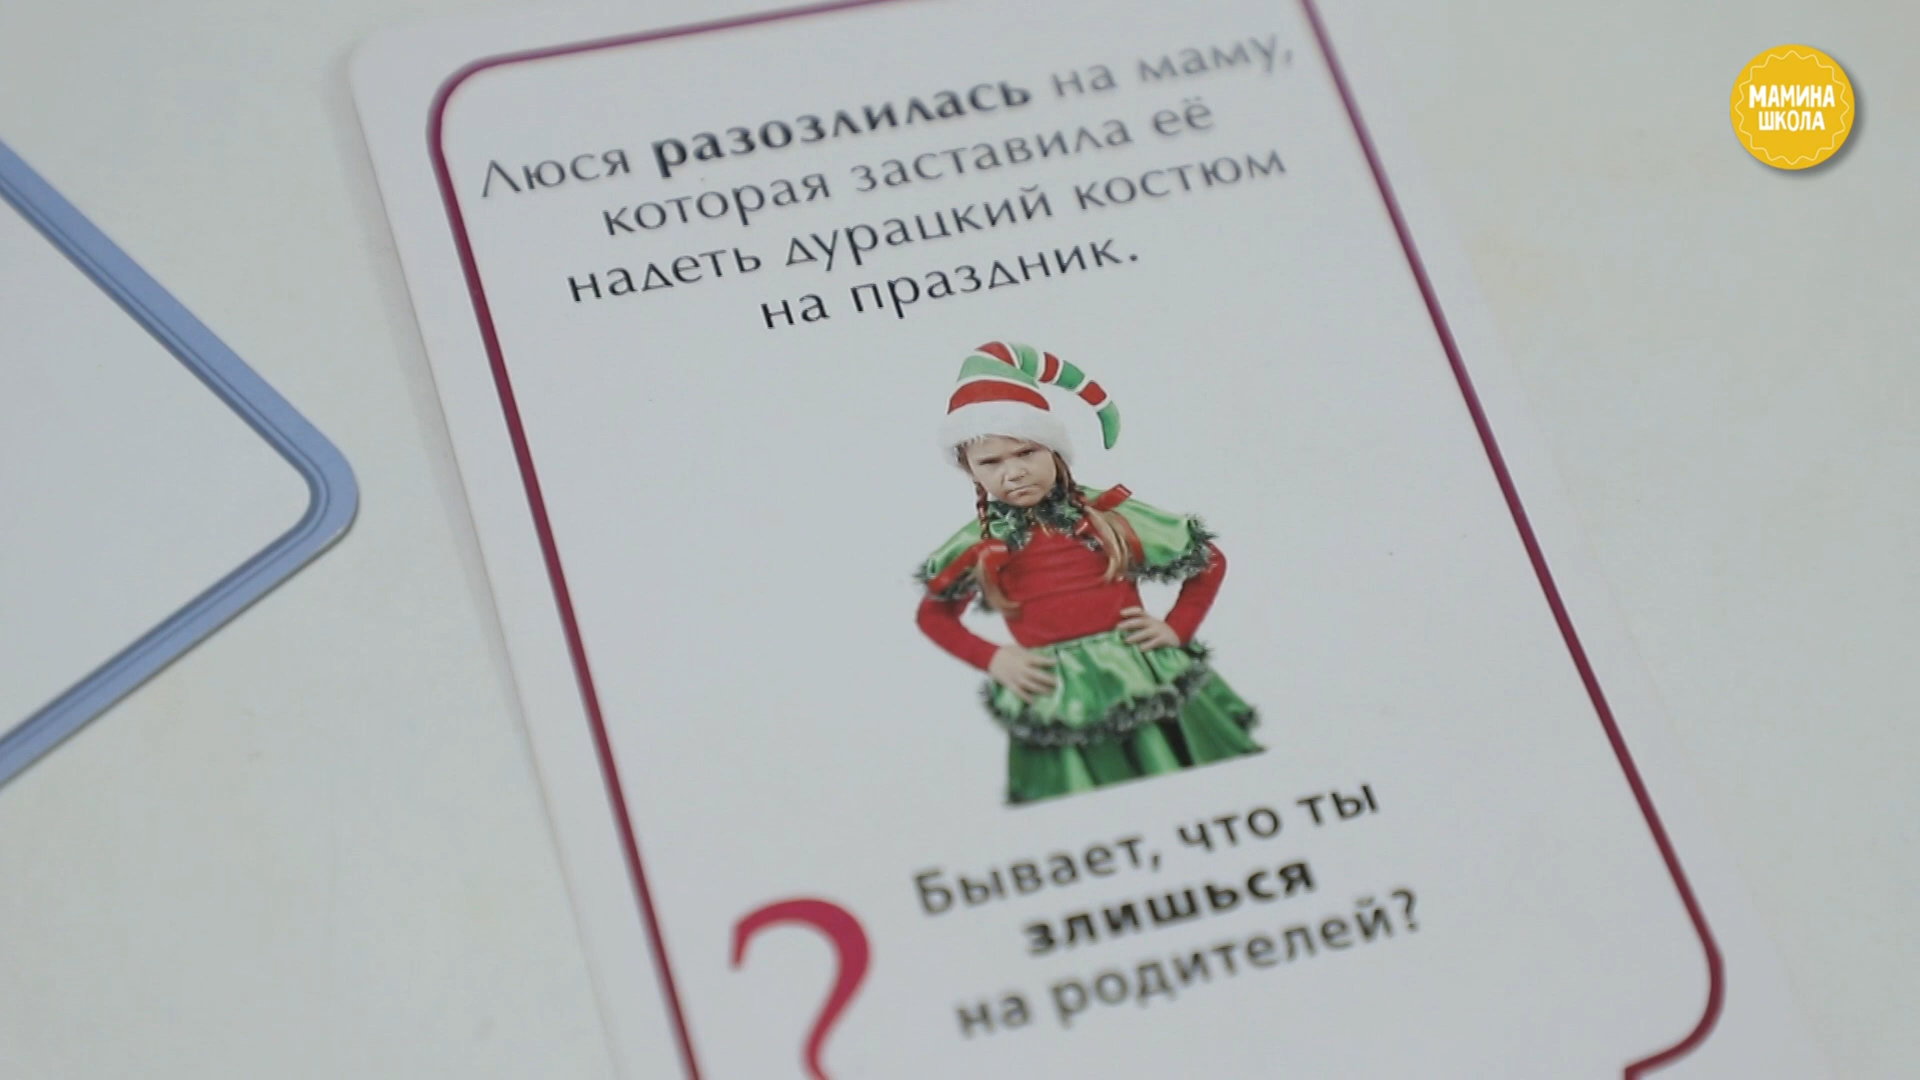 МАМИНА
ШКОЛА
Люся разозлилась на маму,
которая заставила её
надеть дурацкий костюм
на праздник.
Бывает, что ты
злишься
на родителей?
?